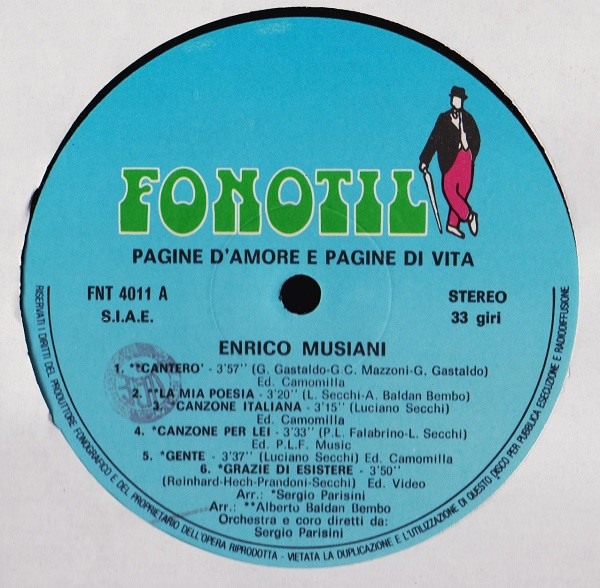 FONOTIL
PAGINE D'AMORE E PAGINE DI VITA
FNT 4011 A
S.I.A.E.
STEREO
33 giri
ENRICO MUSIANI
1. **CANTERO' - 3'57" (G. Gastaldo-G.C. Mazzoni-G. Gastaldo)
Ed. Camomilla
2. **LA MIA POESIA - 3'20" (L. Secchi-A. Baldan Bembo)
3. *CANZONE ITALIANA - 3'15" (Luciano Secchi)
Ed. Camomilla
4. *CANZONE PER LEI - 3'33" (P.L. Falabrino-L. Secchi)
Ed. P.L.F. Music
5. *GENTE - 3'37" (Luciano Secchi) Ed. Camomilla
6. *GRAZIE DI ESISTERE - 3'50"
(Reinhard-Hech-Prandoni-Secchi) Ed. Video
Arr.: *Sergio Parisini
Arr.: **Alberto Baldan Bembo
Orchestra e coro diretti da:
Sergio Parisini
RISERVATI I DIRITTI DEL PRODUTTORE FONOGRAFICO E DEL PROPRIETARIO DELL'OPERA RIPRODOTTA - VIETATA LA DUPLICAZIONE E L'UTILIZZAZIONE DI QUESTO DISCO PER PUBBLICA ESECUZIONE E RADIODIFFUSIONE